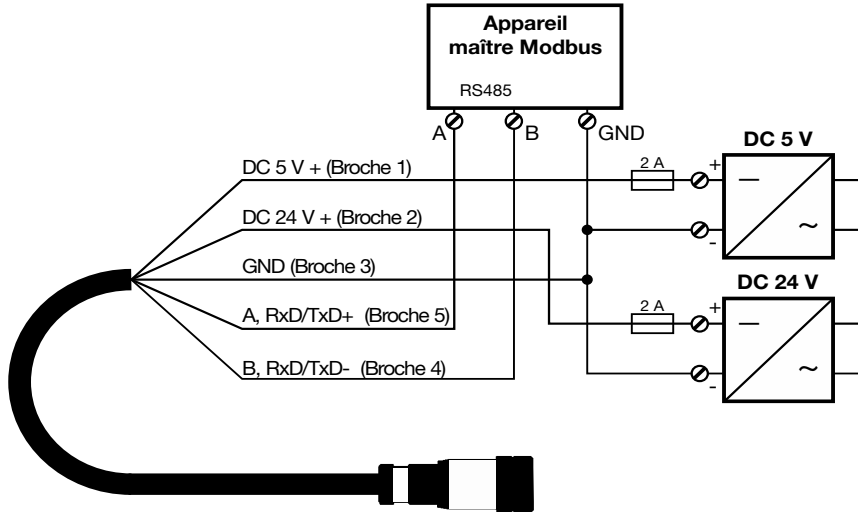 Appareil
maître Modbus
RS485
A
B
GND
DC 5 V
DC 5 V + (Broche 1)
2 A
+
-
DC 24 V + (Broche 2)
GND (Broche 3)
DC 24 V
A, RxD/TxD+ (Broche 5)
2 A
+
-
B, RxD/TxD- (Broche 4)